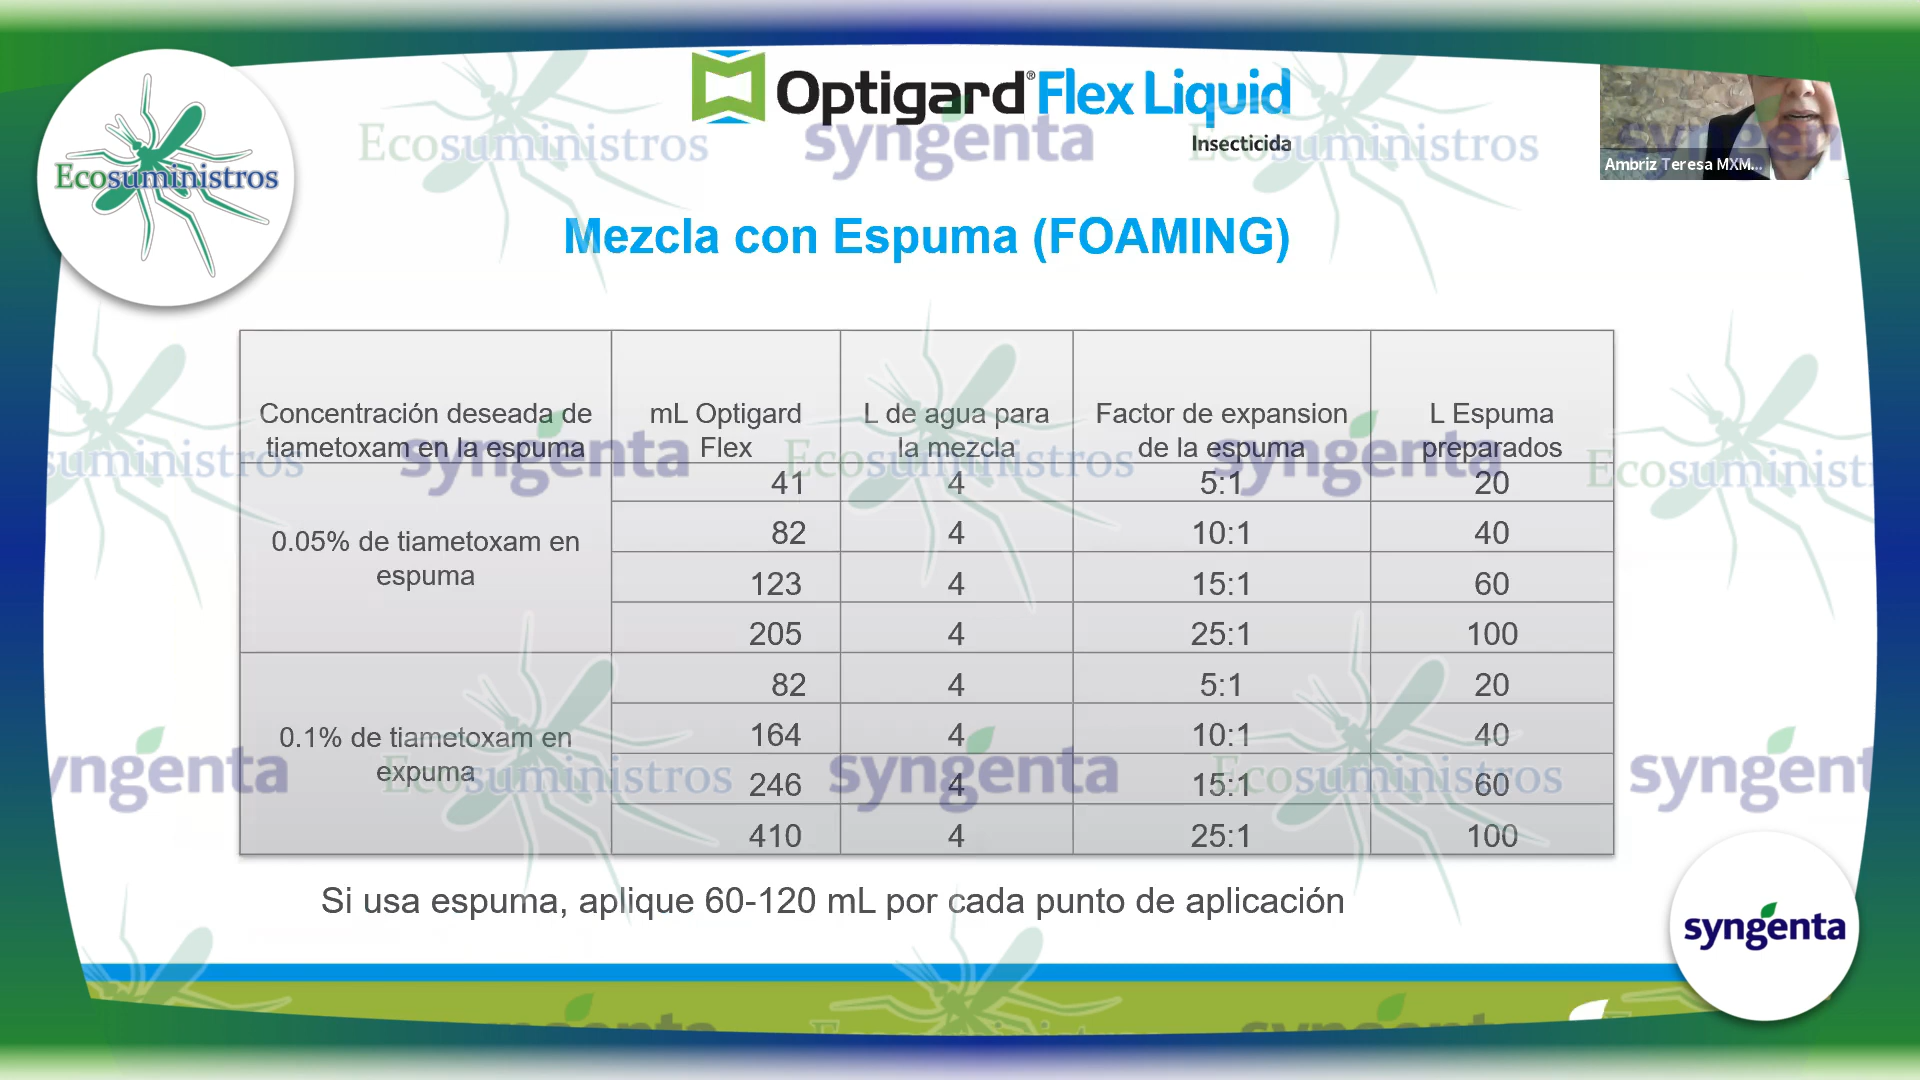 Optigard® Flex Liquid
Insecticida
Ecosuministros
Ambriz Teresa MXM...
Mezcla con Espuma (FOAMING)
Concentración deseada de tiametoxam en la espuma
mL Optigard Flex
L de agua para la mezcla
Factor de expansion de la espuma
L Espuma preparados
0.05% de tiametoxam en espuma
41 4 5:1 20
82 4 10:1 40
123 4 15:1 60
205 4 25:1 100
0.1% de tiametoxam en expuma
82 4 5:1 20
164 4 10:1 40
246 4 15:1 60
410 4 25:1 100
Si usa espuma, aplique 60-120 mL por cada punto de aplicación
syngenta